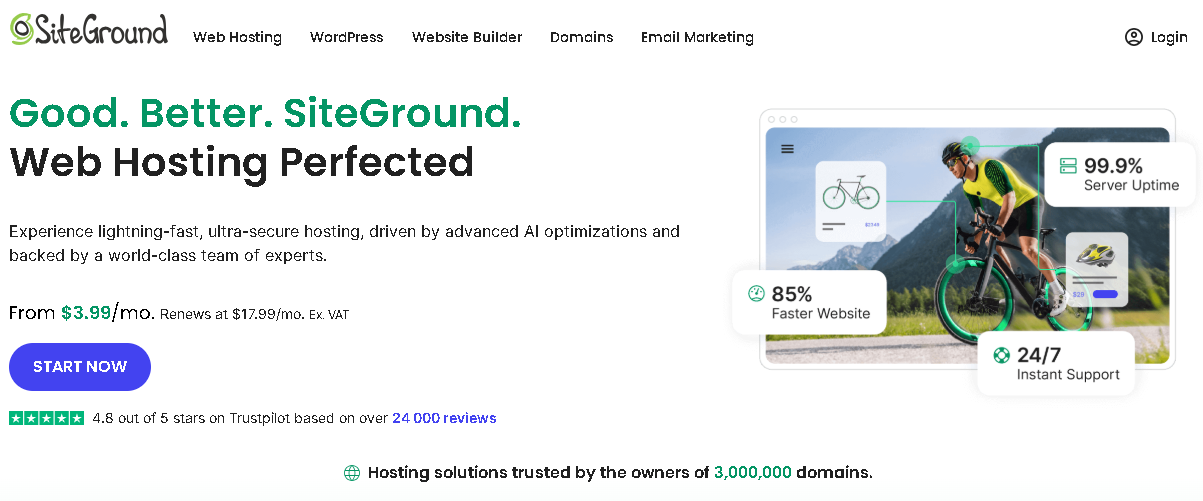 SiteGround
Web Hosting
WordPress
Website Builder
Domains
Email Marketing
Login
Good. Better. SiteGround.
Web Hosting Perfected
Experience lightning-fast, ultra-secure hosting, driven by advanced AI optimizations and
backed by a world-class team of experts.
From $3.99/mo. Renews at $17.99/mo. Ex. VAT
START NOW
4.8 out of 5 stars on Trustpilot based on over 24 000 reviews
99.9%
Server Uptime
85%
Faster Website
$29
24/7
Instant Support
Hosting solutions trusted by the owners of 3,000,000 domains.